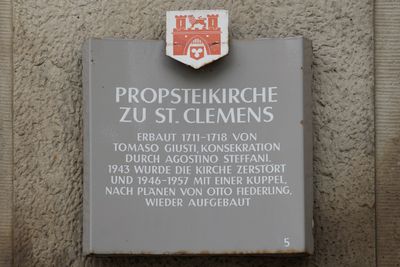 PROPSTEIKIRCHE
ZU ST. CLEMENS
ERBAUT 1711-1718 VON
TOMASO GIUSTI, KONSEKRATION
DURCH AGOSTINO STEFFANI.
1943 WURDE DIE KIRCHE ZERSTÖRT
UND 1946-1957 MIT EINER KUPPEL,
NACH PLÄNEN VON OTTO FIEDERLING,
WIEDER AUFGEBAUT
5